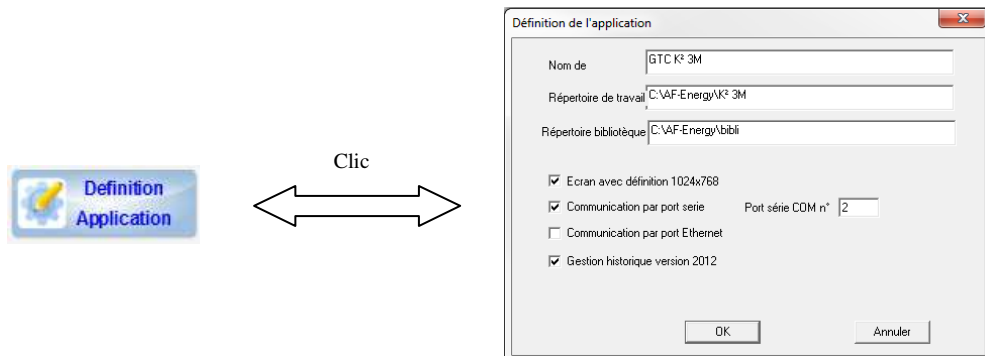 Définition de l'application
Nom de
GTC K² 3M
Répertoire de travail
C:\AF-Energy\K² 3M
Répertoire bibliotèque
C:\AF-Energy\bibli
Clic
Definition
Application
Ecran avec définition 1024x768
Communication par port serie
Port série COM n° 2
Communication par port Ethernet
Gestion historique version 2012
OK
Annuler